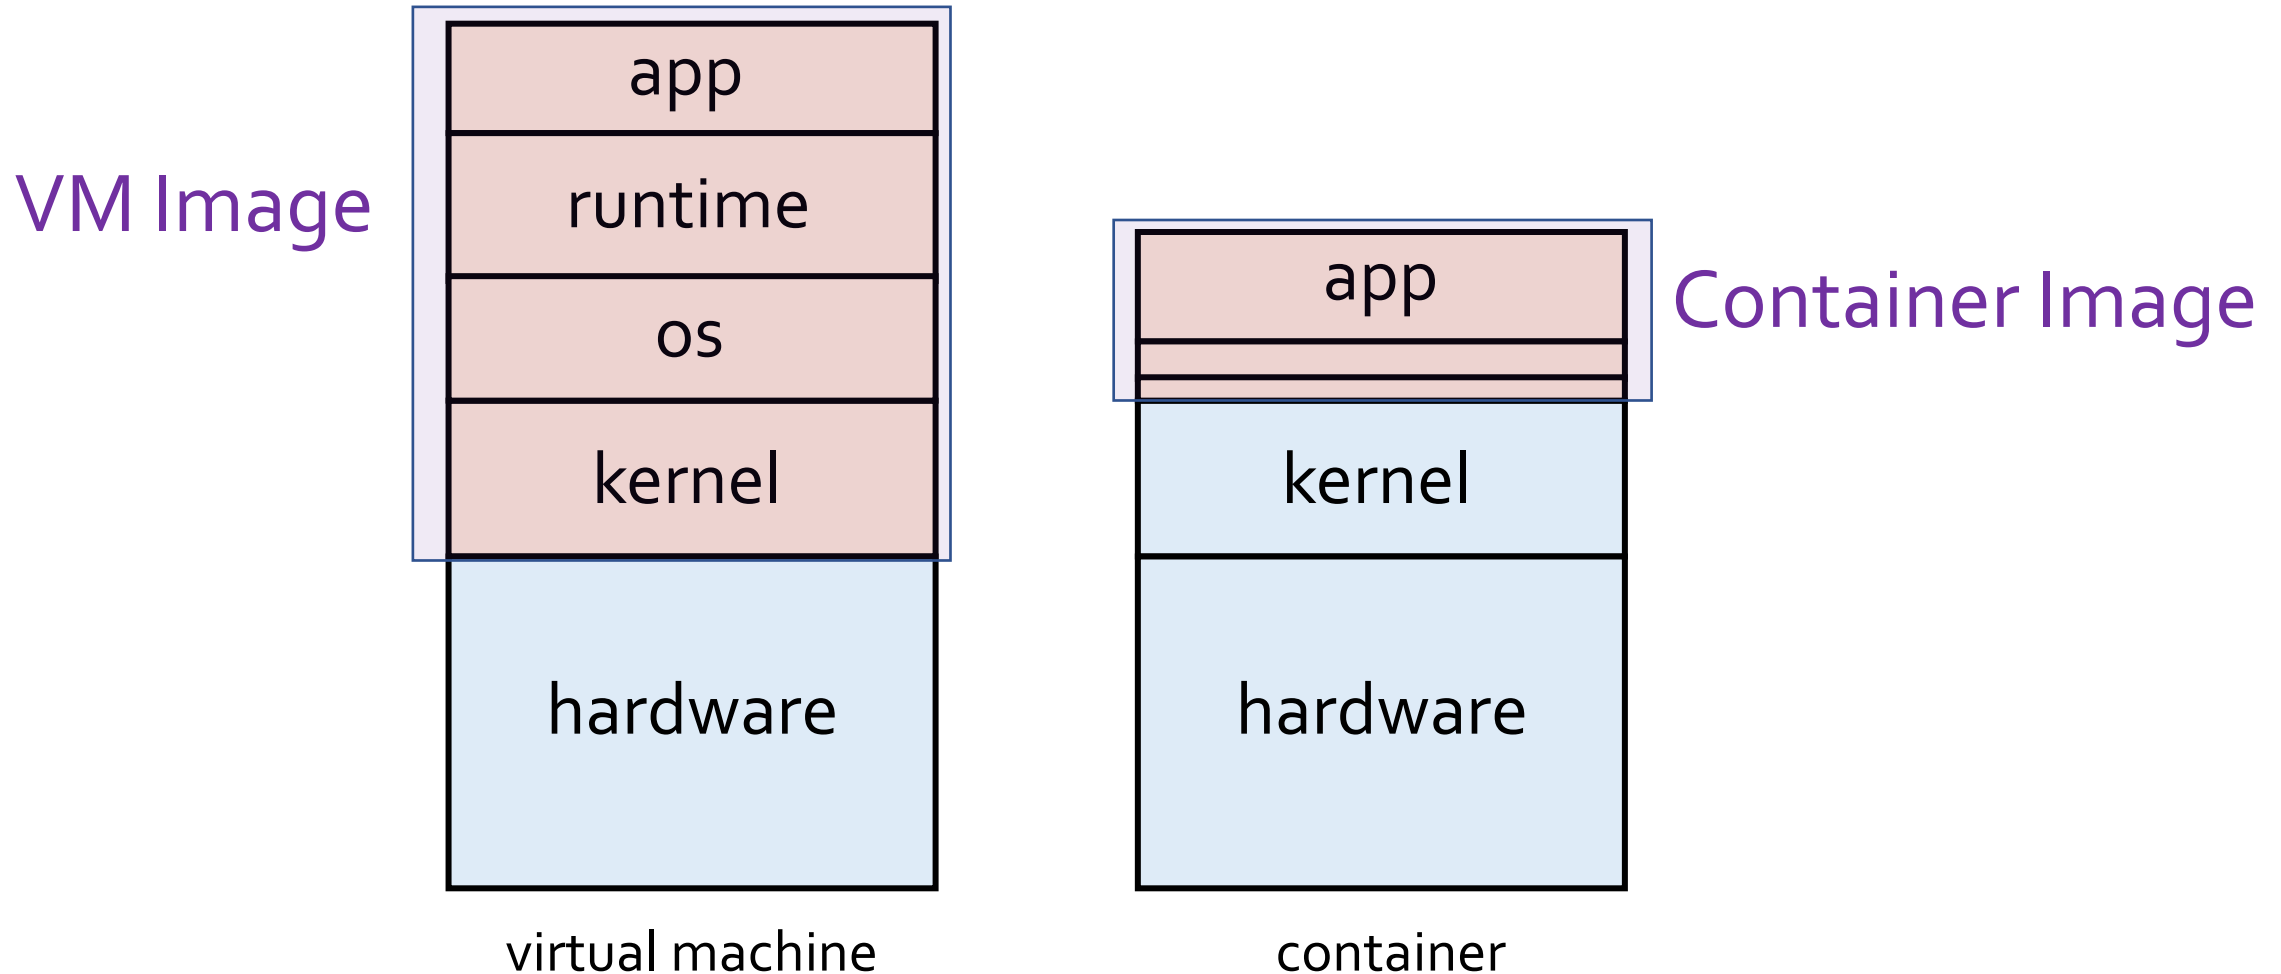 VM Image
app
runtime
os
kernel
hardware
virtual machine
app
kernel
hardware
container
Container Image